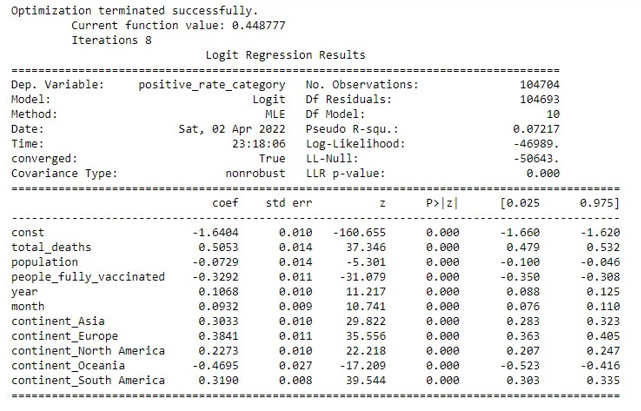 Optimization terminated successfully.
Current function value: 0.448777
Iterations 8
Logit Regression Results
==============================================================================
Dep. Variable: positive_rate_category No. Observations: 104704
Model: Logit Df Residuals: 104693
Method: MLE Df Model: 10
Date: Sat, 02 Apr 2022 Pseudo R-squ.: 0.07217
Time: 23:18:06 Log-Likelihood: -46989.
converged: True LL-Null: -50643.
Covariance Type: nonrobust LLR p-value: 0.000
==============================================================================
coef std err z P>|z| [0.025 0.975]
------------------------------------------------------------------------------
const -1.6404 0.010 -160.655 0.000 -1.660 -1.620
total_deaths 0.5053 0.014 37.346 0.000 0.479 0.532
population -0.0729 0.014 -5.301 0.000 -0.100 -0.046
people_fully_vaccinated -0.3292 0.011 -31.079 0.000 -0.350 -0.308
year 0.1068 0.010 11.217 0.000 0.088 0.125
month 0.0932 0.009 10.741 0.000 0.076 0.110
continent_Asia 0.3033 0.010 29.822 0.000 0.283 0.323
continent_Europe 0.3841 0.011 35.556 0.000 0.363 0.405
continent_North America 0.2273 0.010 22.218 0.000 0.207 0.247
continent_Oceania -0.4695 0.027 -17.209 0.000 -0.523 -0.416
continent_South America 0.3190 0.008 39.544 0.000 0.303 0.335
==============================================================================